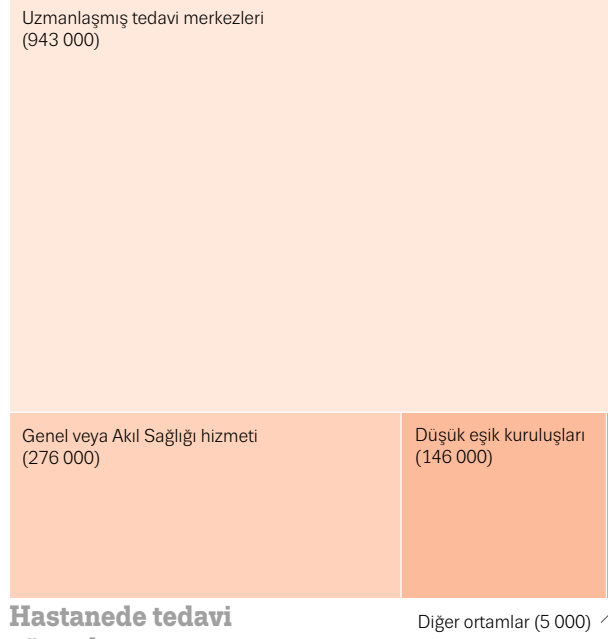 Uzmanlaşmış tedavi merkezleri
(943 000)
Genel veya Akıl Sağlığı hizmeti
(276 000)
Düşük eşik kuruluşları
(146 000)
Hastanede tedavi
Diğer ortamlar (5 000)